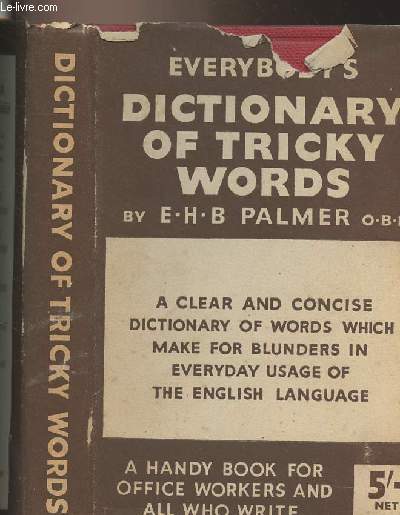 Le-livre.com
DICTIONARY OF TRICKY WORDS
EVERYBODY'S
DICTIONARY
OF TRICKY
WORDS
BY E·H·B PALMER O·B·
A CLEAR AND CONCISE
DICTIONARY OF WORDS WHICH
MAKE FOR BLUNDERS IN
EVERYDAY USAGE OF
THE ENGLISH LANGUAGE
A HANDY BOOK FOR
OFFICE WORKERS AND
ALL WHO WRITE
5/-
NET